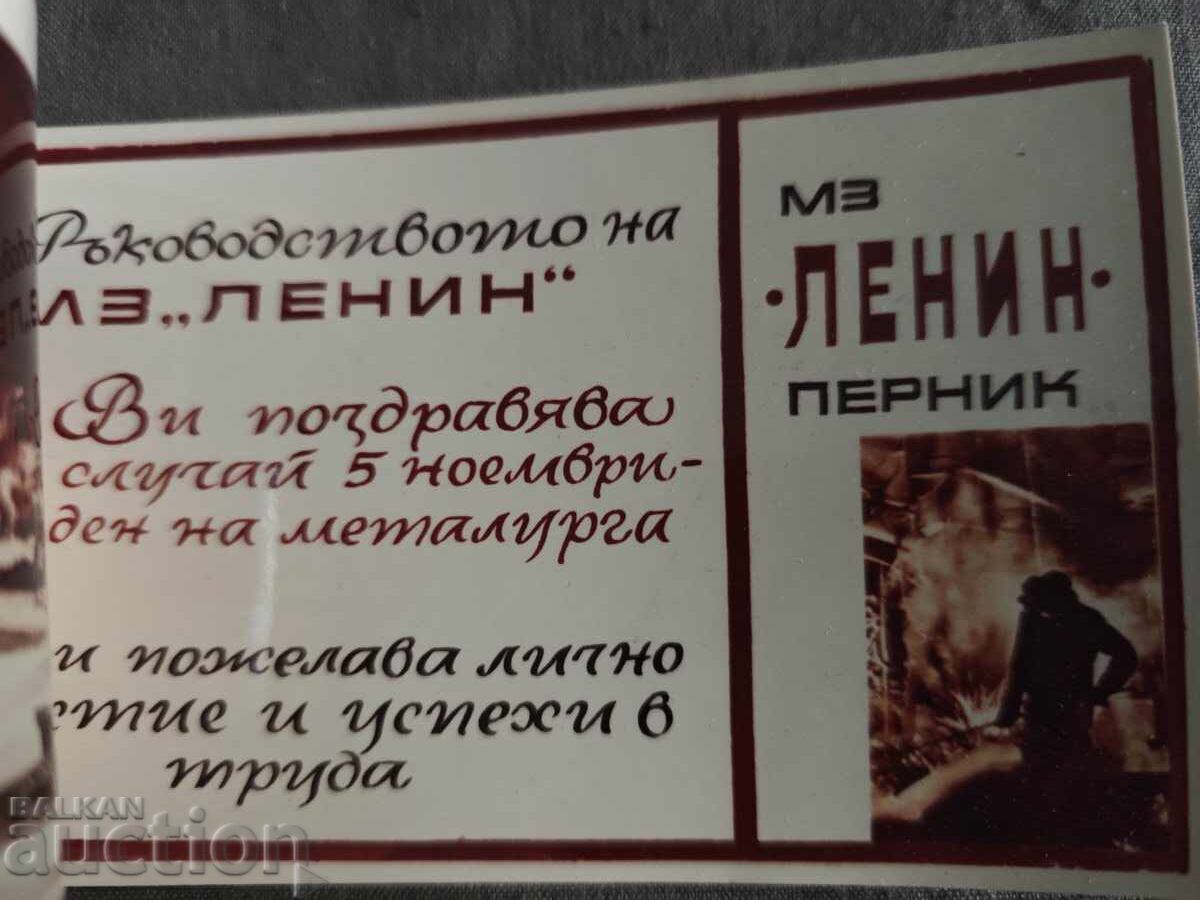 Ръководството на
ЛЗ „ЛЕНИН“
Ви поздравява
случай 5 ноември-
ден на металурга
и пожелава лично
и успехи в
труда
МЗ
·ЛЕНИН·
ПЕРНИК
BALKAN
auction